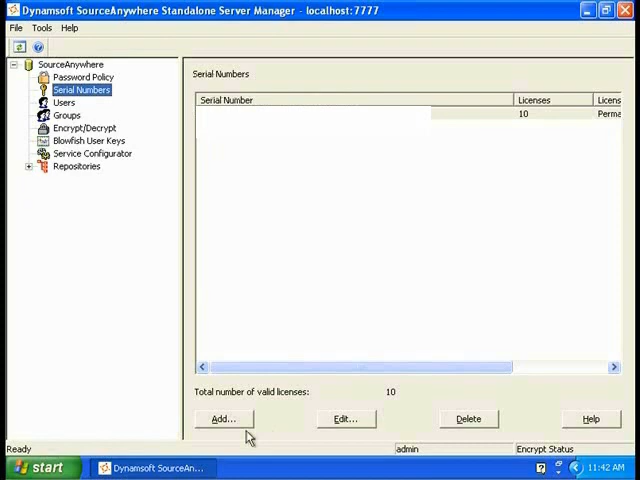 Dynamsoft SourceAnywhere Standalone Server Manager - localhost:7777
File Tools Help
SourceAnywhere
Password Policy
Serial Numbers
Users
Groups
Encrypt/Decrypt
Blowfish User Keys
Service Configurator
Repositories
Serial Numbers
Serial Number Licenses Licens
10 Perma
Total number of valid licenses: 10
Add... Edit... Delete Help
Ready admin Encrypt Status
start Dynamsoft SourceAn... 11:42 AM